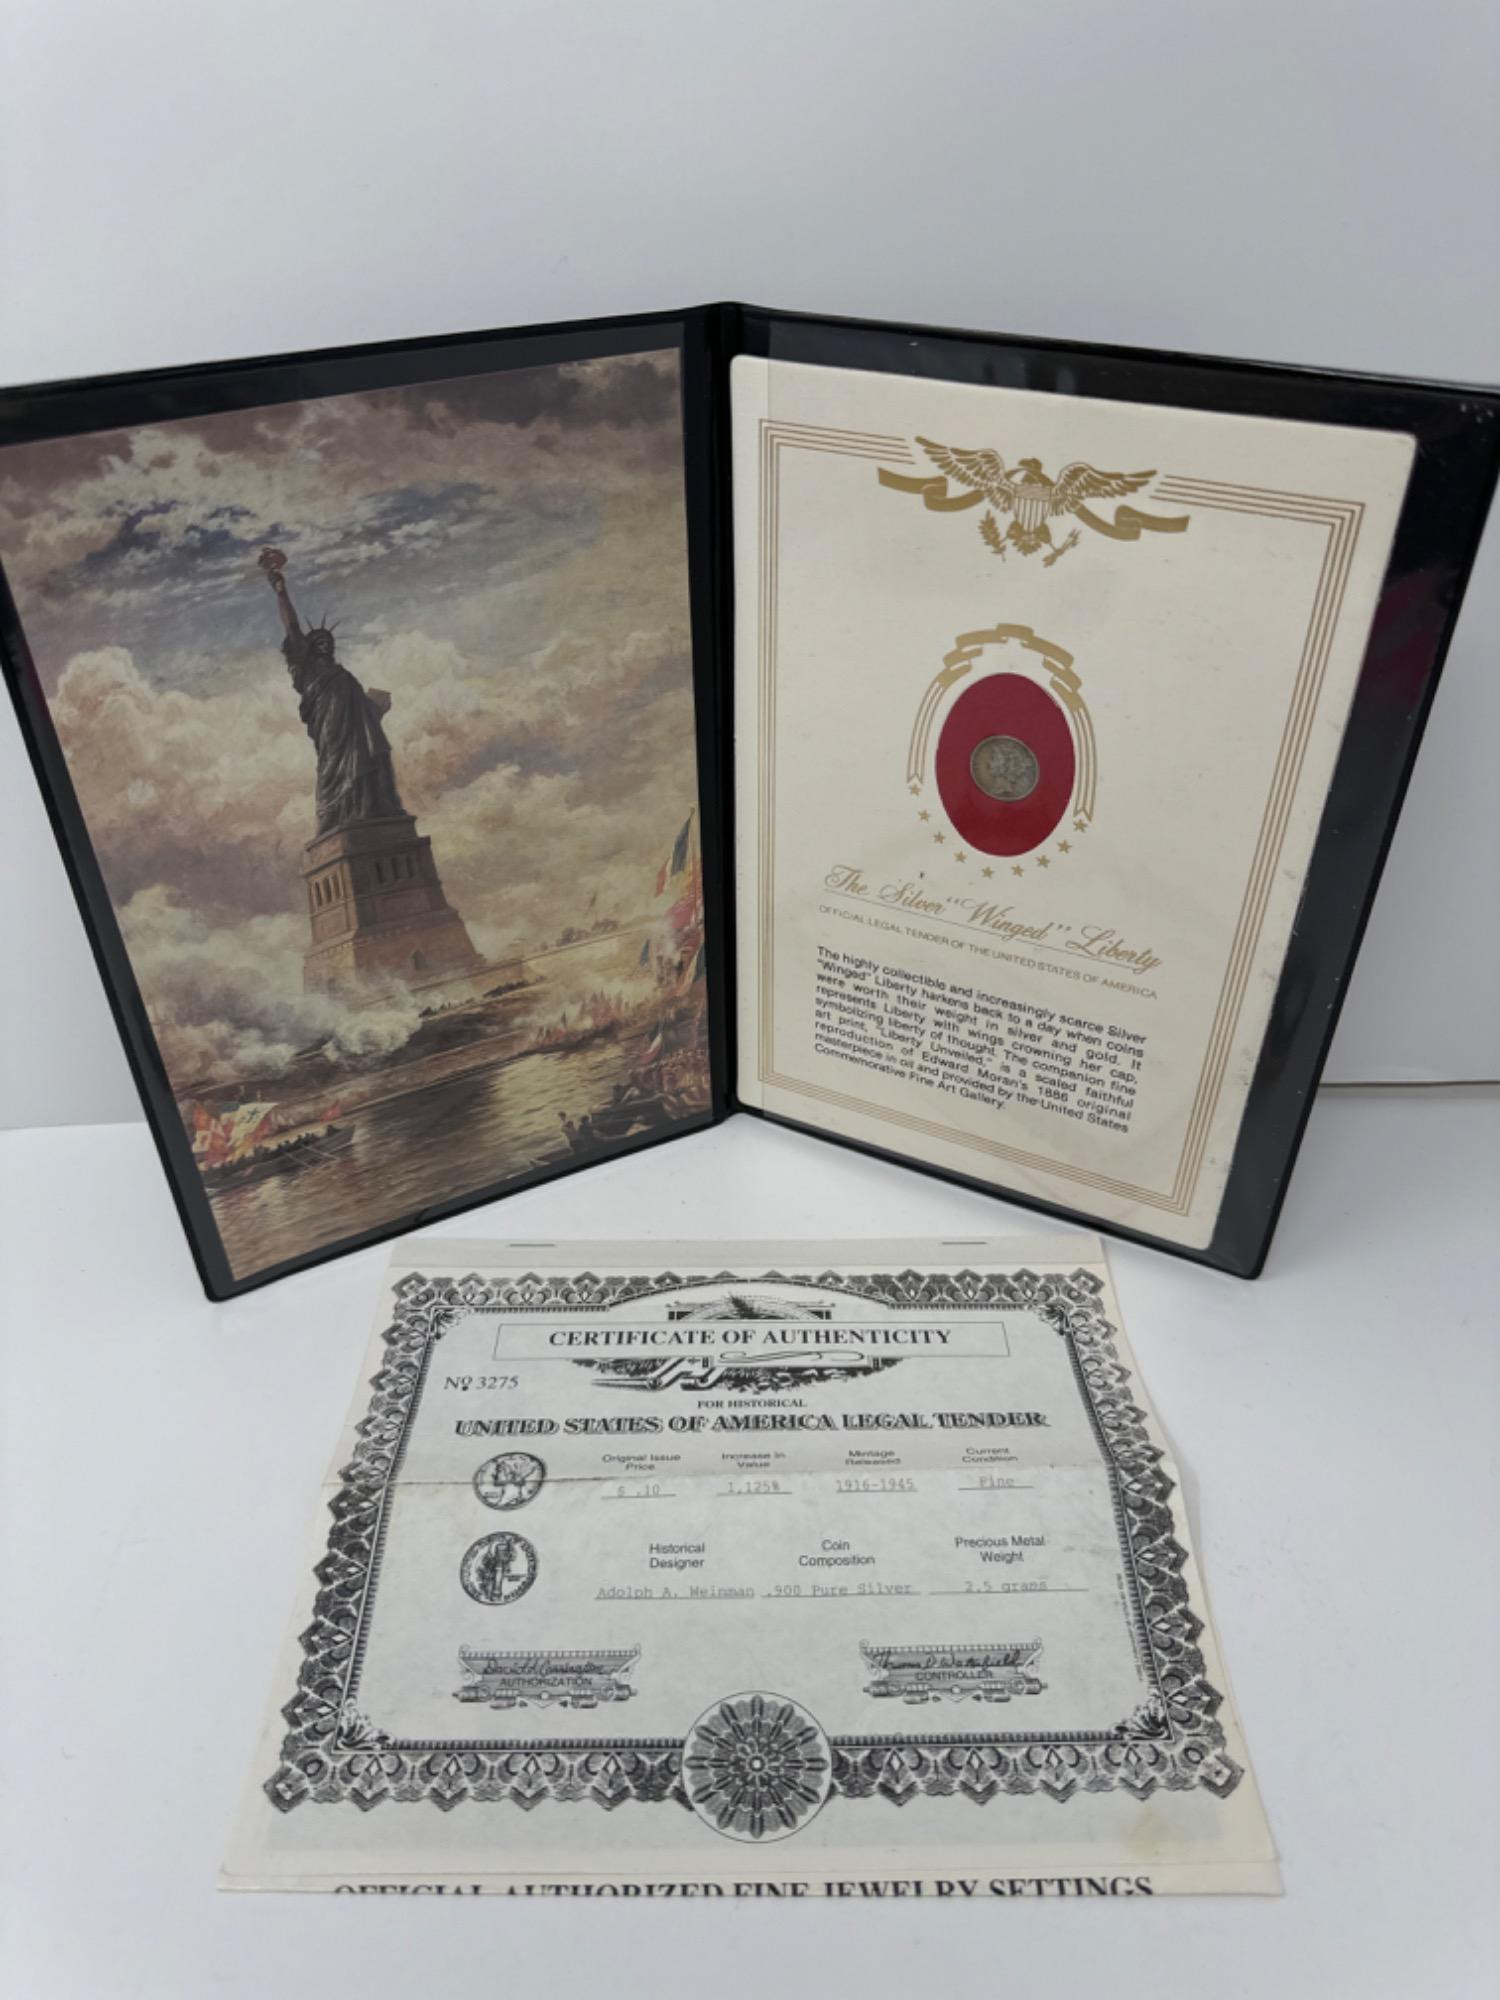 The Silver "Winged" Liberty
OFFICIAL LEGAL TENDER OF THE UNITED STATES OF AMERICA
The highly collectible and increasingly scarce Silver
"Winged" Liberty harkens back to a day when coins
were worth their weight in silver and gold. It
represents Liberty with wings crowning her cap,
symbolizing liberty of thought. The companion fine
art print, "Liberty Unveiled," is a scaled faithful
reproduction of Edward Moran's 1886 original
masterpiece in oil and provided by the United States
Commemorative Fine Art Gallery.
CERTIFICATE OF AUTHENTICITY
Nº 3275
FOR HISTORICAL
UNITED STATES OF AMERICA LEGAL TENDER
Original Issue Price Increase In Value Mintage Released Current Condition
$ .10 1,125% 1916-1945 Fine
Historical Designer Coin Composition Precious Metal Weight
Adolph A. Weinman .900 Pure Silver 2.5 grams
AUTHORIZATION
CONTROLLER
OFFICIAL AUTHORIZED FINE JEWELRY SETTINGS